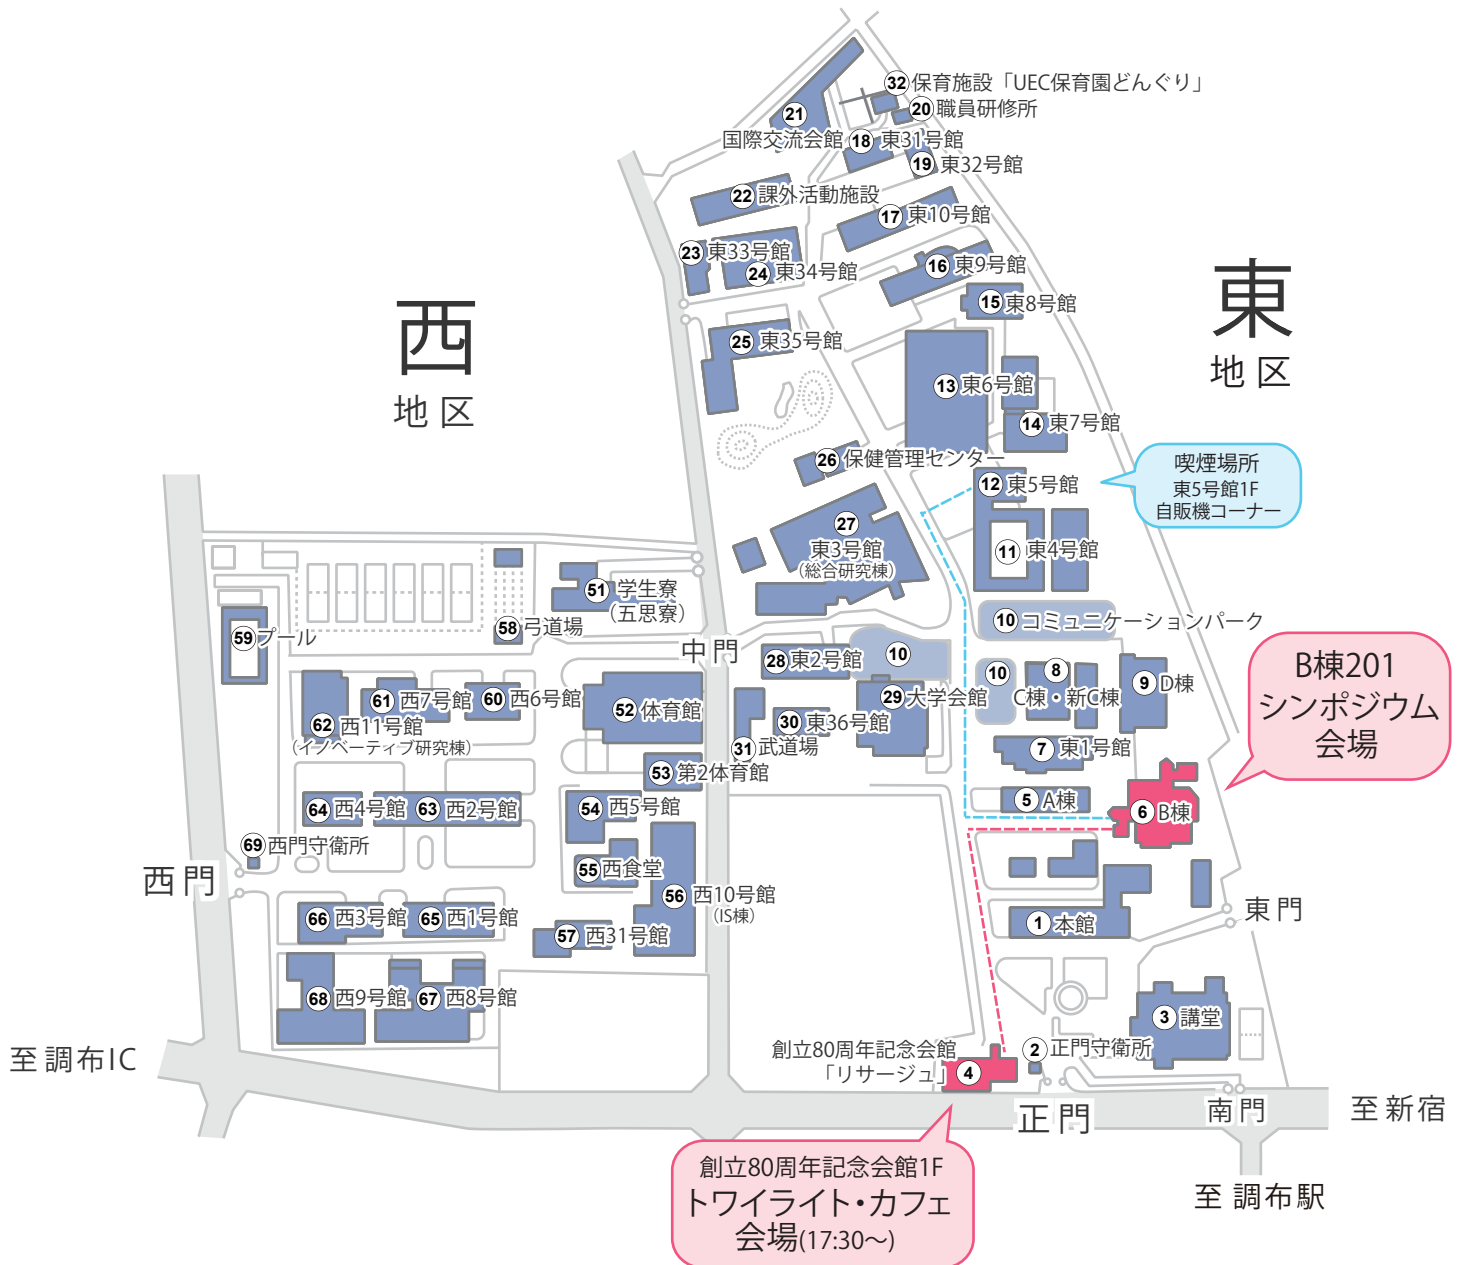 32 保育施設「UEC保育園どんぐり」
20 職員研修所
21
国際交流会館
18 東31号館
19 東32号館
22 課外活動施設
17 東10号館
23 東33号館
24 東34号館
16 東9号館
15 東8号館
西
地区
東
地区
25 東35号館
13 東6号館
14 東7号館
26 保健管理センター
12 東5号館
喫煙場所
東5号館1F
自販機コーナー
27
東3号館
(総合研究棟)
11 東4号館
51 学生寮
(五思寮)
10 コミュニケーションパーク
58 弓道場
59 プール
中門
28 東2号館
10
10
8
C棟・新C棟
9 D棟
B棟201
シンポジウム
会場
61 西7号館
60 西6号館
62 西11号館
(イノベーティブ研究棟)
52 体育館
29 大学会館
30 東36号館
31 武道場
7 東1号館
53 第2体育館
64 西4号館
63 西2号館
54 西5号館
5 A棟
6 B棟
69 西門守衛所
西門
55 西食堂
56 西10号館
(IS棟)
66 西3号館
65 西1号館
57 西31号館
1 本館
東門
68 西9号館
67 西8号館
3 講堂
至調布IC
創立80周年記念会館
「リサージュ」
4
2 正門守衛所
正門
南門
至新宿
至調布駅
創立80周年記念会館1F
トワイライト・カフェ
会場(17:30〜)